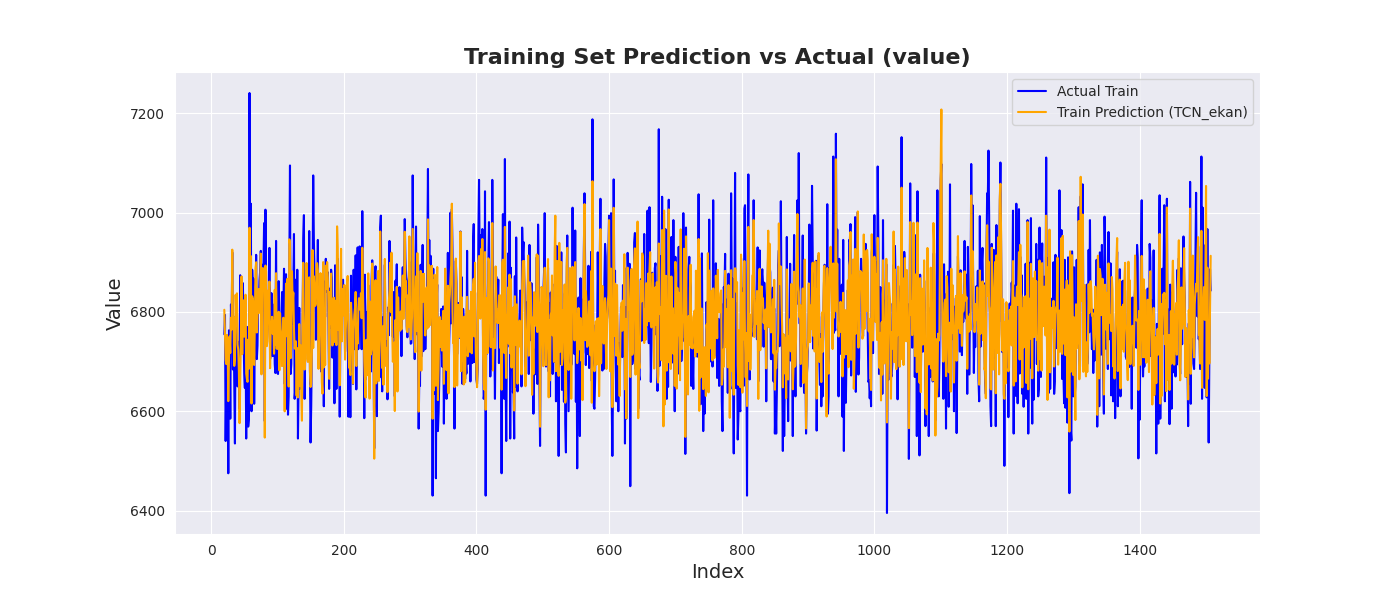 Training Set Prediction vs Actual (value)
Actual Train
Train Prediction (TCN_ekan)
Value
7200
7000
6800
6600
6400
0 200 400 600 800 1000 1200 1400
Index